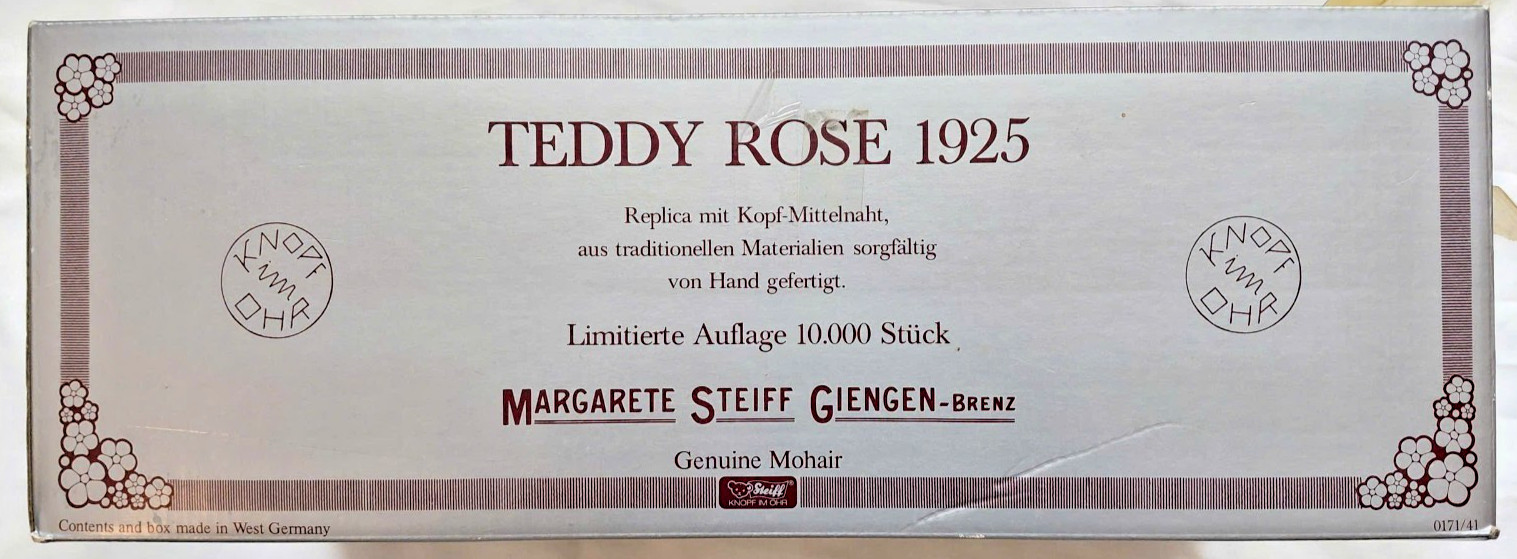 TEDDY ROSE 1925
Replica mit Kopf-Mittelnaht,
aus traditionellen Materialien sorgfältig
von Hand gefertigt.
KNOPF
im
OHR
KNOPF
im
OHR
Limitierte Auflage 10.000 Stück
MARGARETE STEIFF GIENGEN-BRENZ
Genuine Mohair
Steiff®
KNOPF IM OHR
Contents and box made in West Germany
0171/41